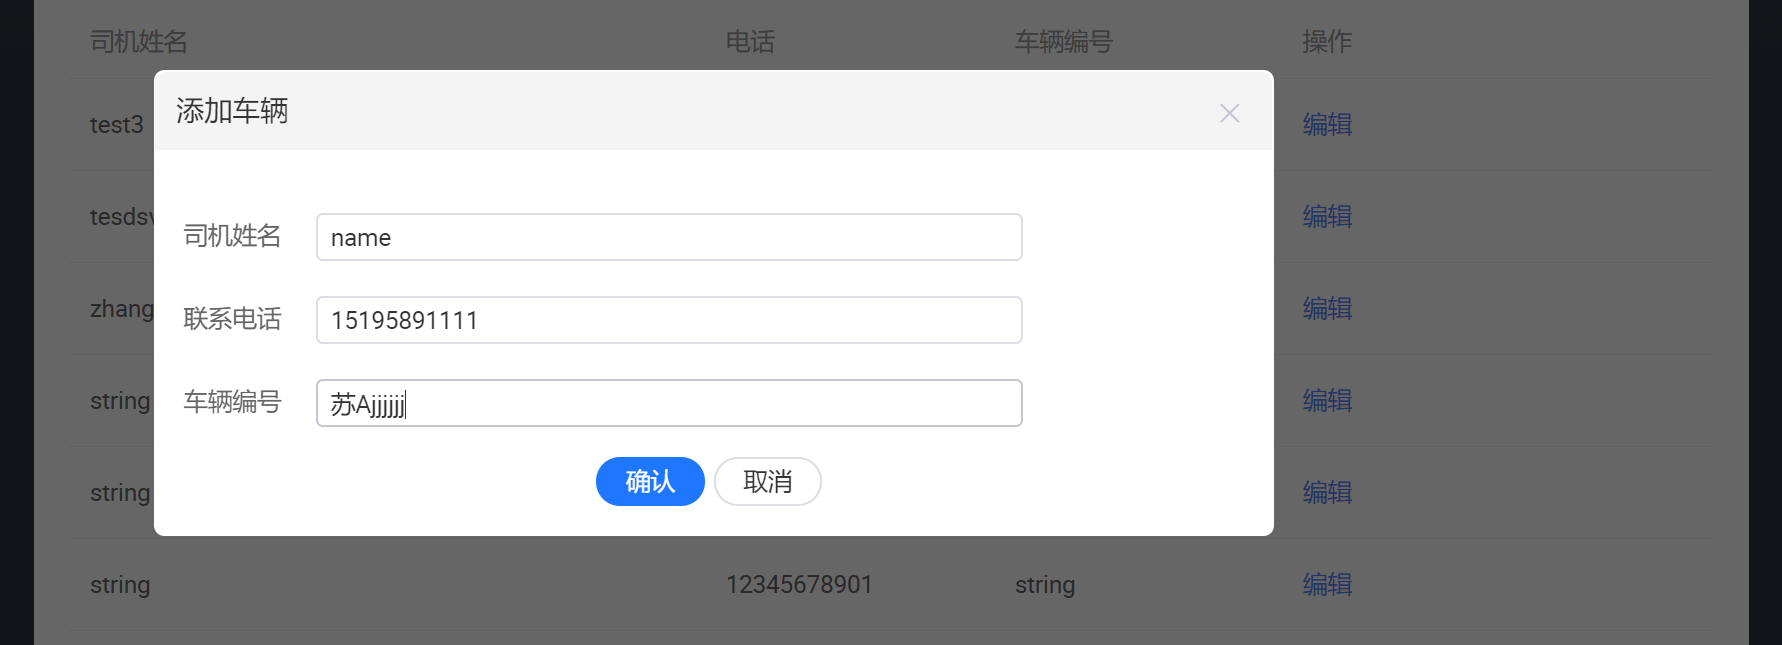 司机姓名 电话 车辆编号 操作
添加车辆
test3 编辑
tesdsv 编辑
司机姓名 name
zhang 编辑
联系电话 15195891111
string 编辑
车辆编号 苏Ajjjjjj
string 编辑
确认 取消
string 12345678901 string 编辑